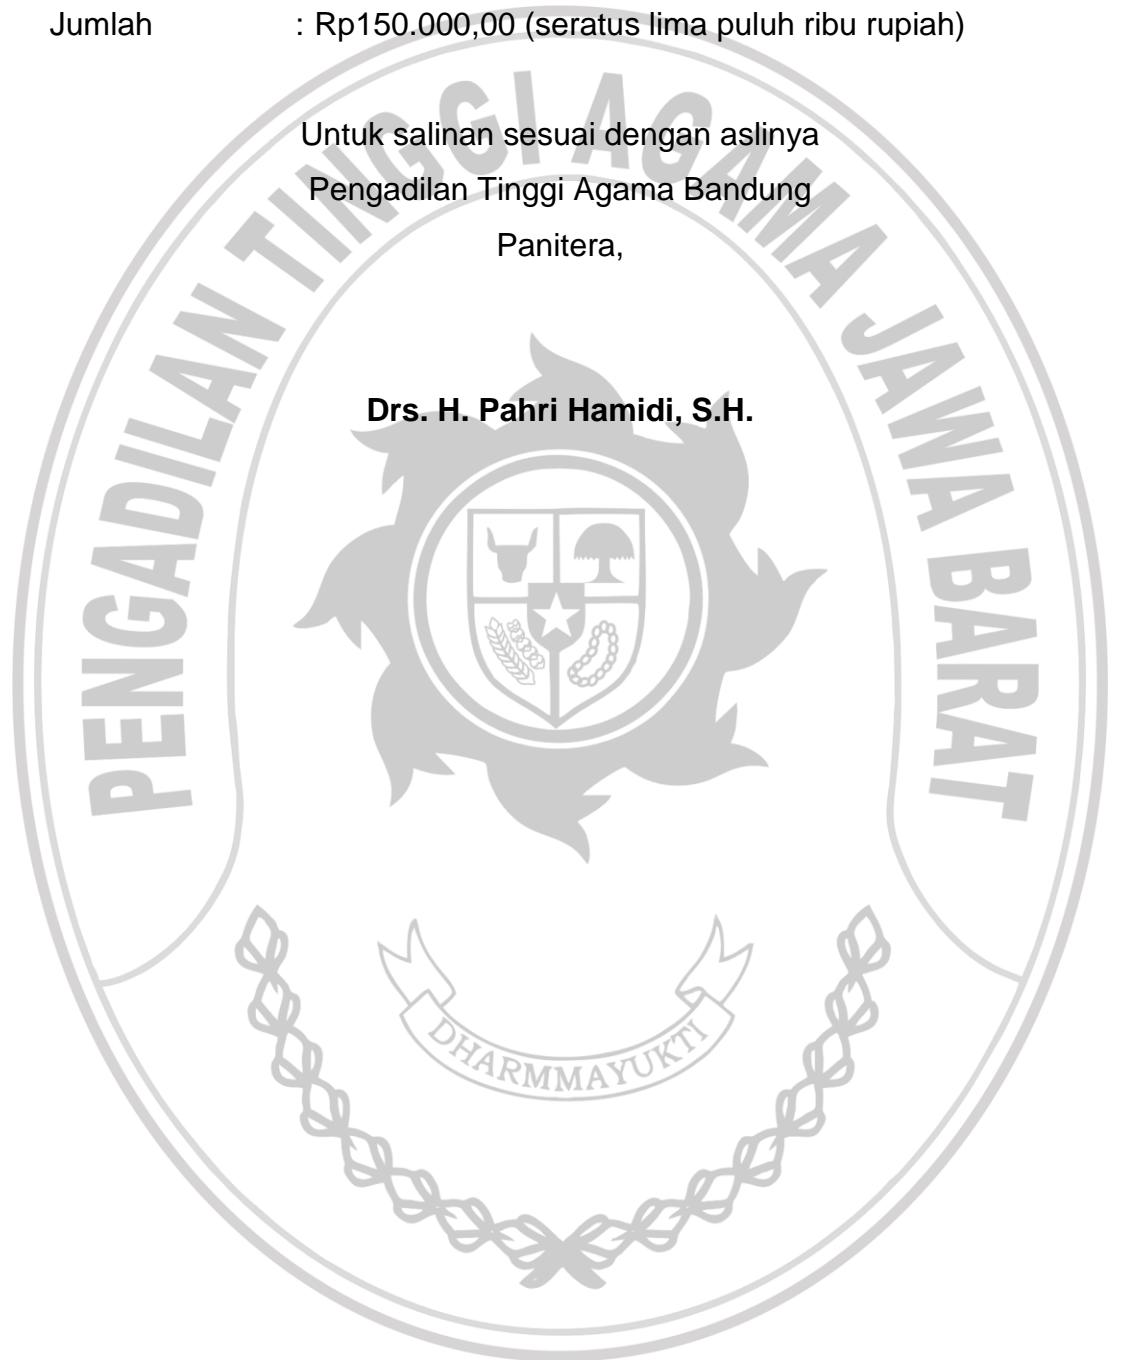 Jumlah : Rp150.000,00 (seratus lima puluh ribu rupiah)
Untuk salinan sesuai dengan aslinya
Pengadilan Tinggi Agama Bandung
Panitera,
Drs. H. Pahri Hamidi, S.H.
PENGADILAN TINGGI AGAMA JAWA BARAT
DHARMMAYUKTI